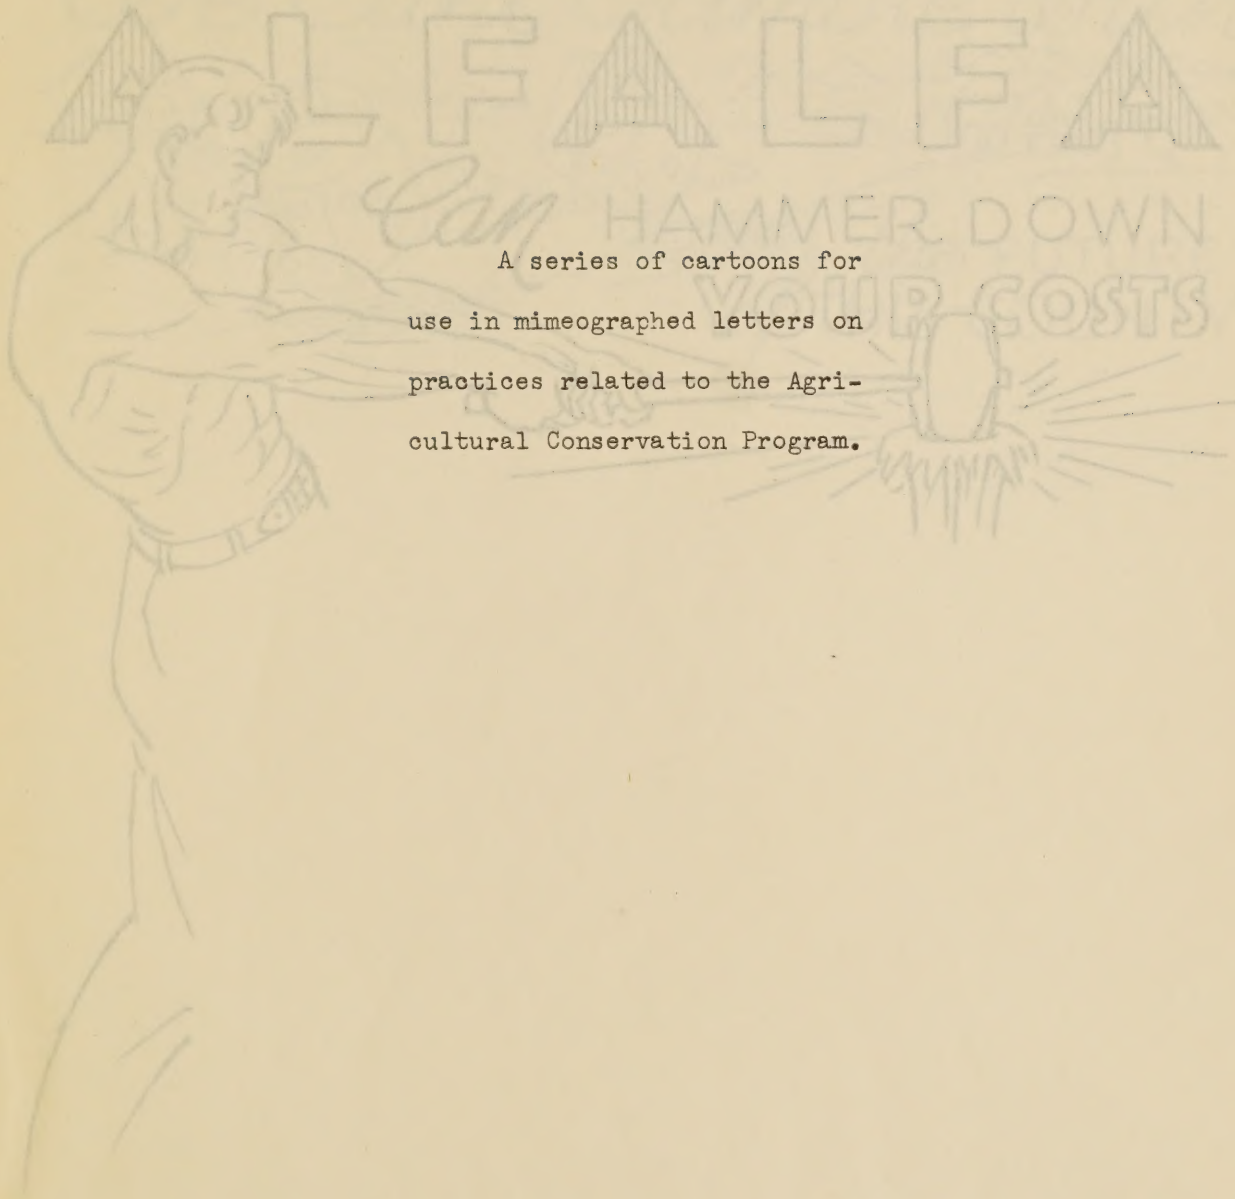 ALFALFA
Can HAMMER DOWN
YOUR COSTS
A series of cartoons for
use in mimeographed letters on
practices related to the Agri-
cultural Conservation Program.